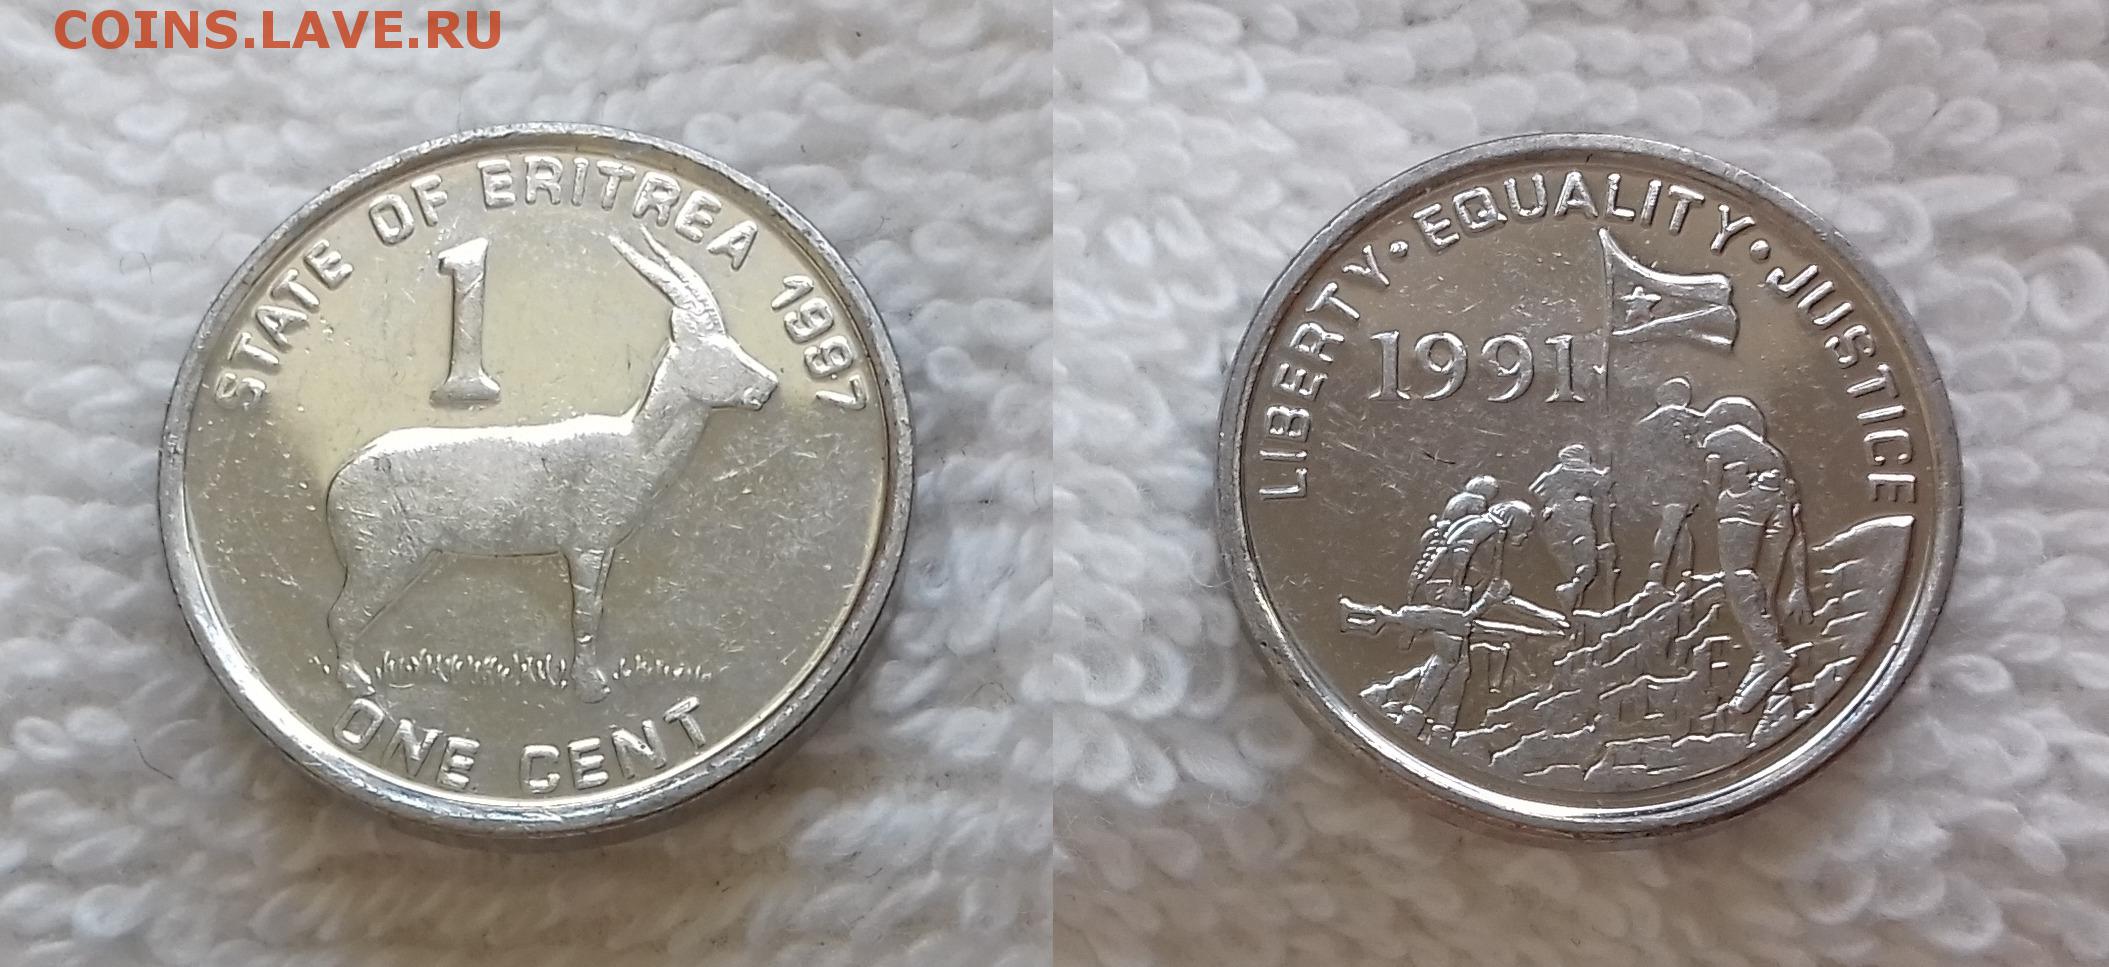 COINS.LAVE.RU
STATE OF ERITREA 1997
1
ONE CENT
LIBERTY · EQUALITY · JUSTICE
1991